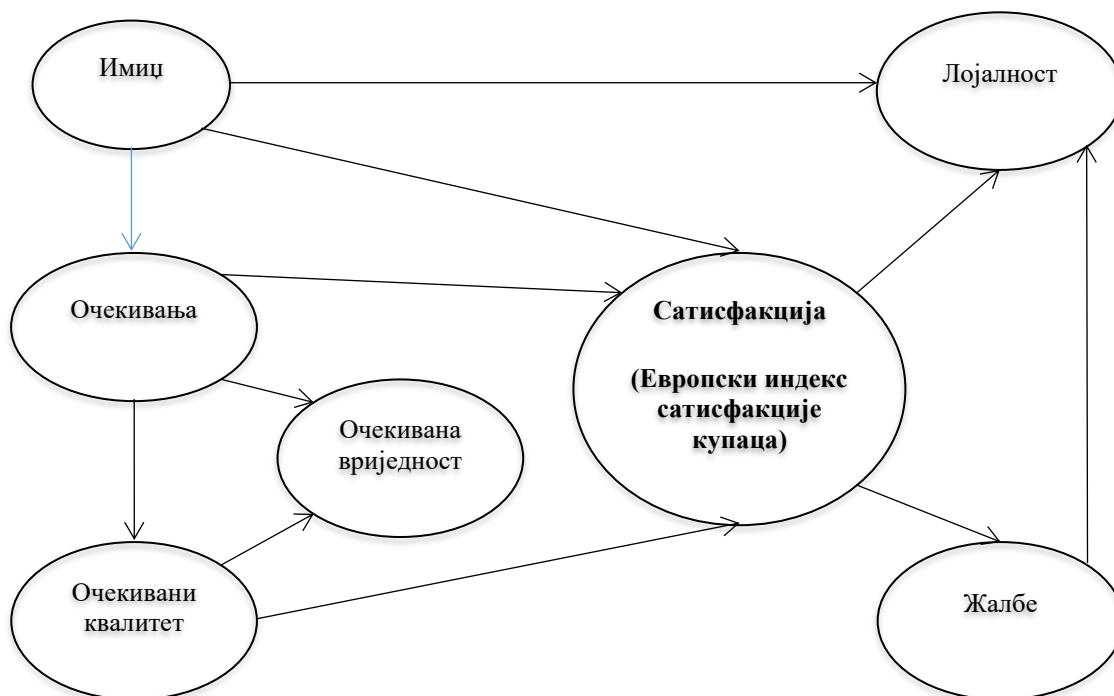 Имиџ
Лојалност
Очекивања
Сатисфакција
(Европски индекс
сатисфакције
купаца)
Очекивана
вриједност
Очекивани
квалитет
Жалбе